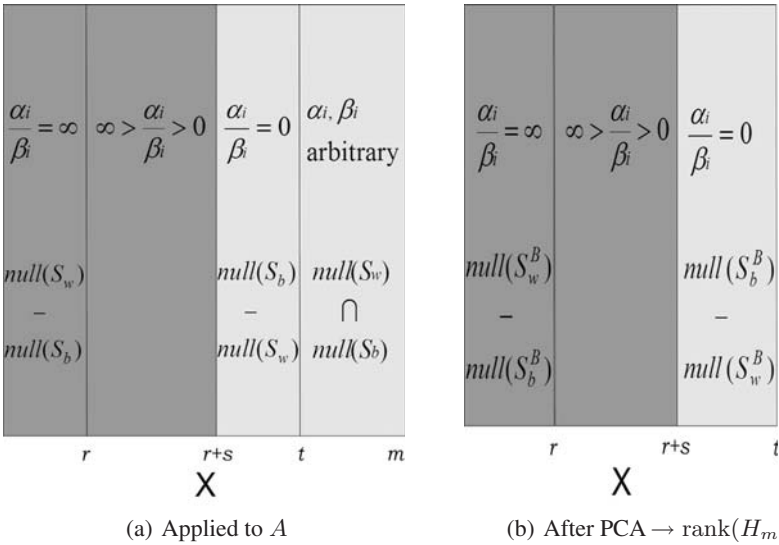 αi/βi = ∞
∞ > αi/βi > 0
αi/βi = 0
αi, βi
arbitrary
null(Sw)
–
null(Sb)
null(Sb)
–
null(Sw)
null(Sw)
∩
null(Sb)
r
r+s
t
m
X
(a) Applied to A
αi/βi = ∞
∞ > αi/βi > 0
αi/βi = 0
null(S_w^B)
–
null(S_b^B)
null(S_b^B)
–
null(S_w^B)
r
r+s
t
X
(b) After PCA → rank(Hm